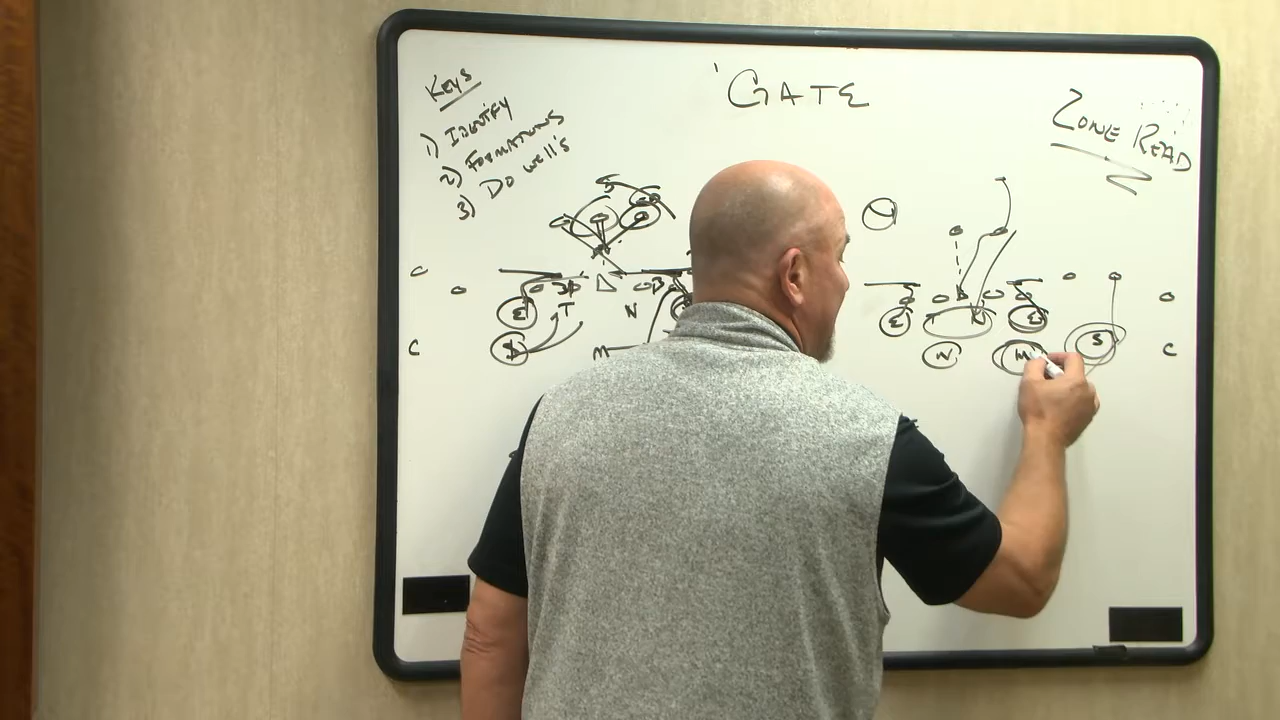 KEYS
1) IDENTIFY
2) FORMATIONS
3) DO WELL'S
'GATE
ZONE READ
C
T
N
E
E
S
C
W
M
C
M